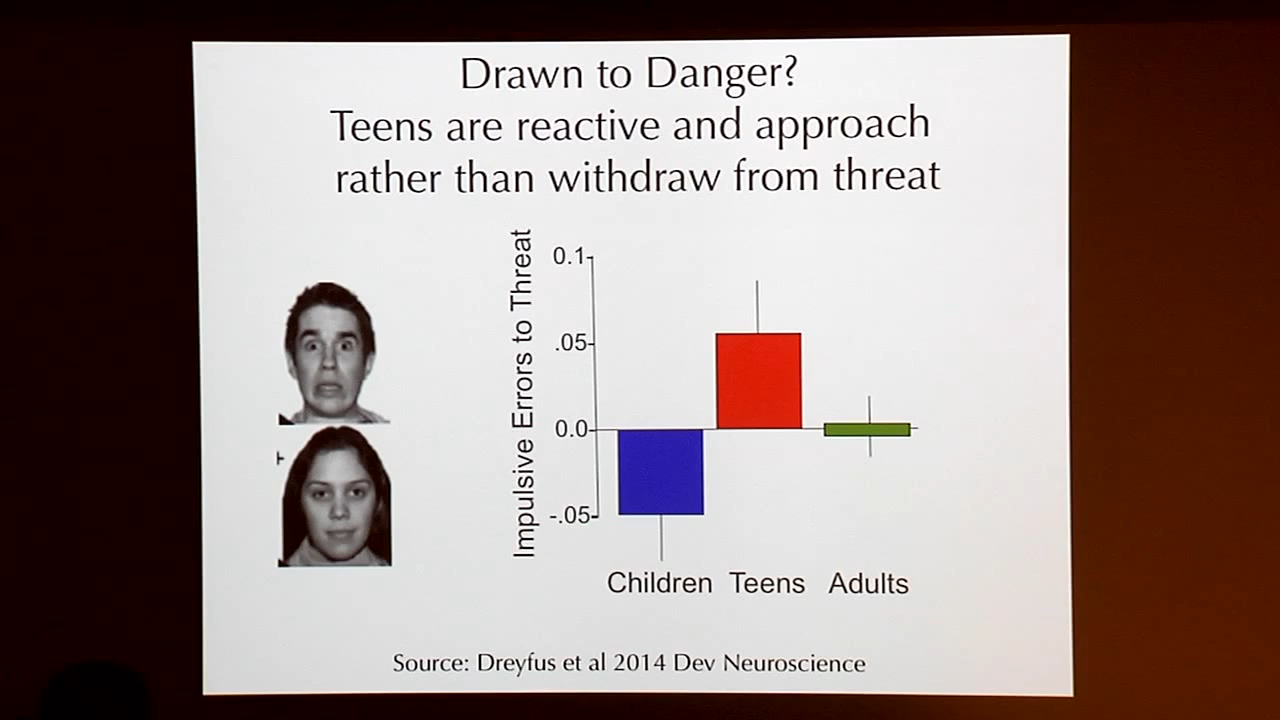 Drawn to Danger?
Teens are reactive and approach
rather than withdraw from threat
Impulsive Errors to Threat
0.1
.05
0.0
-.05
Children Teens Adults
Source: Dreyfus et al 2014 Dev Neuroscience